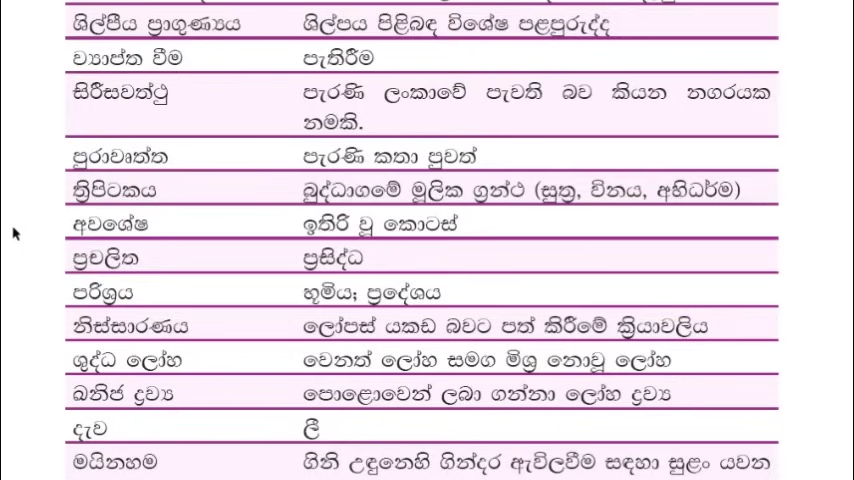 ශිල්පීය ප්‍රාගුණ්‍යය ශිල්පය පිළිබඳ විශේෂ පළපුරුද්ද
ව්‍යාප්ත වීම පැතිරීම
සිරීසවත්ථු පැරණි ලංකාවේ පැවති බව කියන නගරයක
නමකි.
පුරාවෘත්ත පැරණි කතා පුවත්
ත්‍රිපිටකය බුද්ධාගමේ මූලික ග්‍රන්ථ (සුත්‍ර, විනය, අභිධර්ම)
අවශේෂ ඉතිරි වූ කොටස්
ප්‍රචලිත ප්‍රසිද්ධ
පරිශ්‍රය භූමිය; ප්‍රදේශය
නිස්සාරණය ලෝපස් යකඩ බවට පත් කිරීමේ ක්‍රියාවලිය
ශුද්ධ ලෝහ වෙනත් ලෝහ සමග මිශ්‍ර නොවූ ලෝහ
ඛනිජ ද්‍රව්‍ය පොළොවෙන් ලබා ගන්නා ලෝහ ද්‍රව්‍ය
දැව ලී
මයිනහම ගිනි උඳුනෙහි ගින්දර ඇවිලවීම සඳහා සුළං යවන